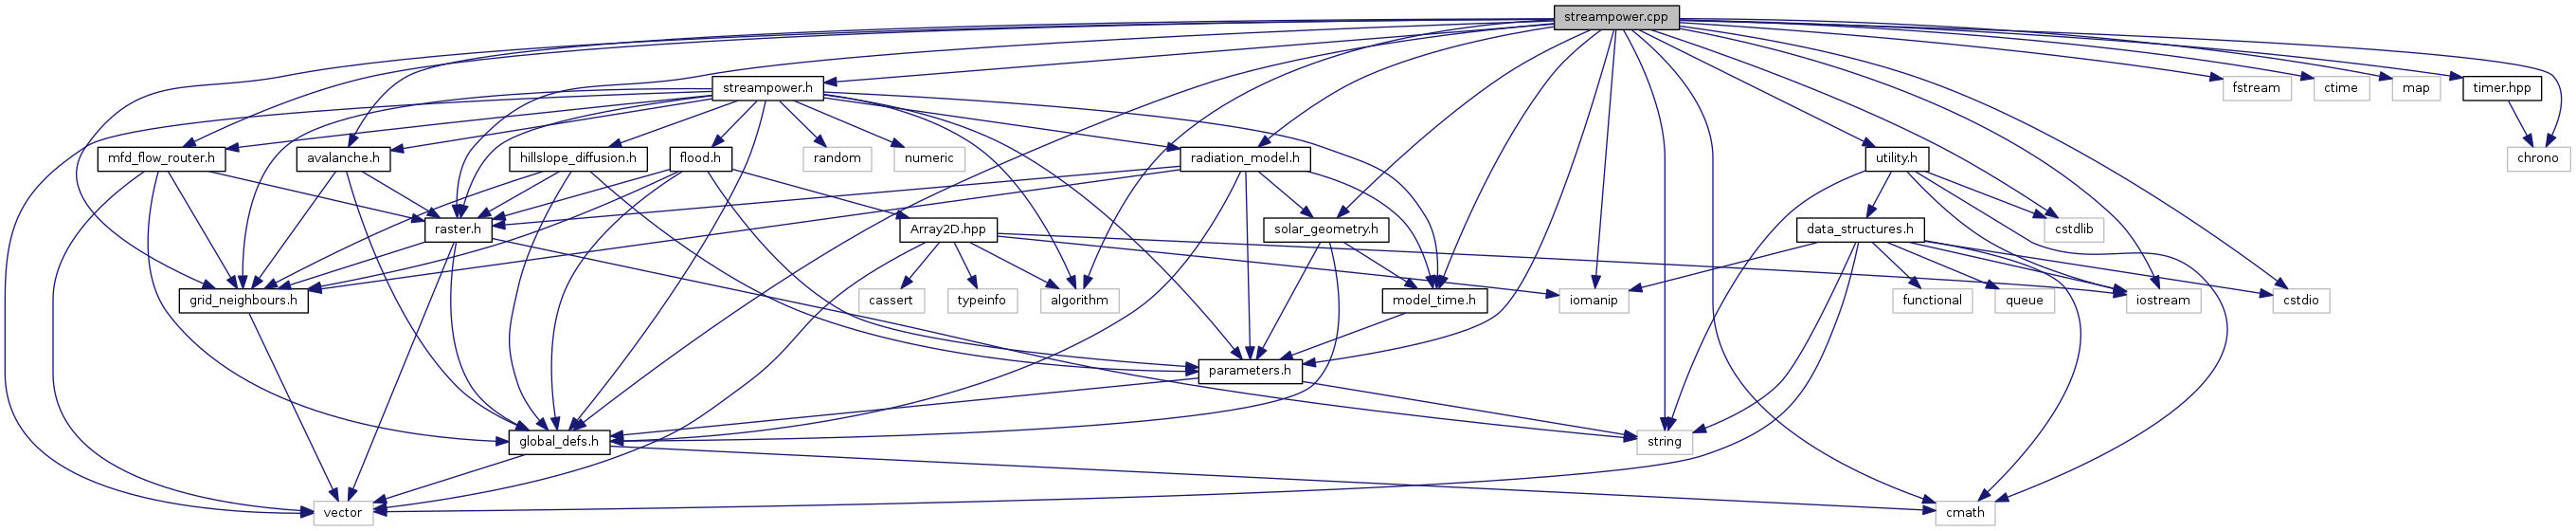 streampower.cpp
streampower.h
fstream
ctime
map
timer.hpp
mfd_flow_router.h
avalanche.h
hillslope_diffusion.h
flood.h
random
numeric
radiation_model.h
utility.h
chrono
raster.h
Array2D.hpp
solar_geometry.h
data_structures.h
cstdlib
grid_neighbours.h
cassert
typeinfo
algorithm
model_time.h
iomanip
functional
queue
iostream
cstdio
parameters.h
global_defs.h
string
vector
cmath